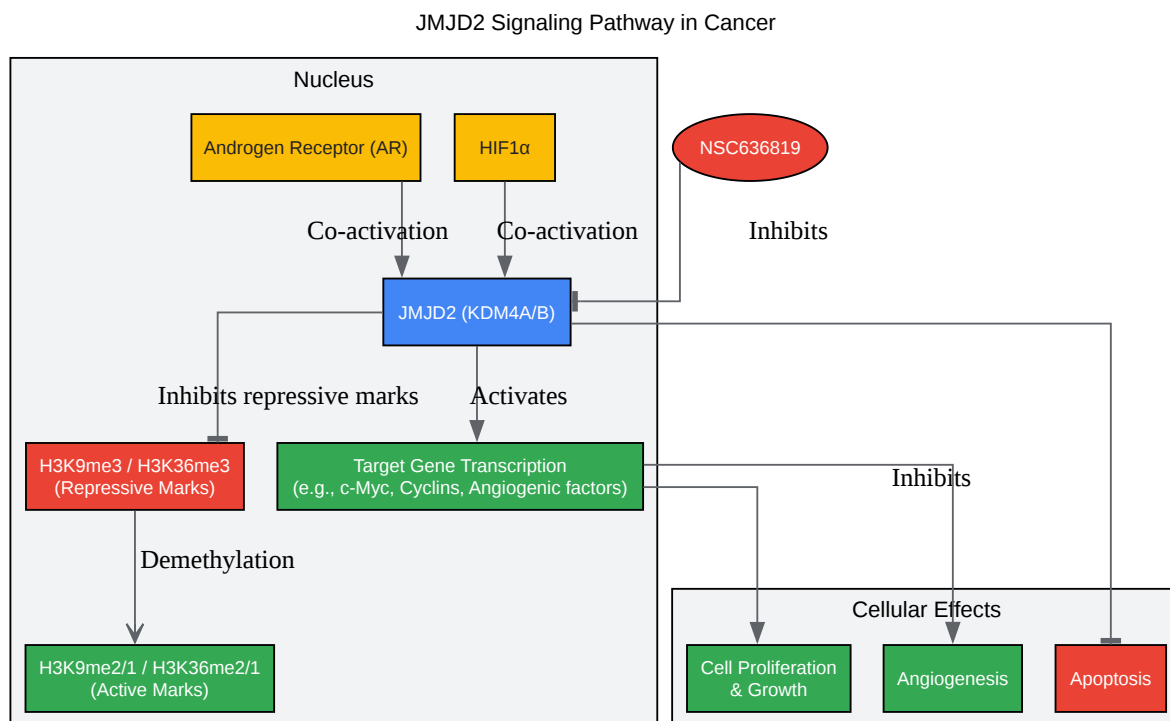 JMJD2 Signaling Pathway in Cancer
Nucleus
Androgen Receptor (AR)
HIF1α
NSC636819
Co-activation
Co-activation
Inhibits
JMJD2 (KDM4A/B)
Inhibits repressive marks
Activates
H3K9me3 / H3K36me3
(Repressive Marks)
Target Gene Transcription
(e.g., c-Myc, Cyclins, Angiogenic factors)
Inhibits
Demethylation
Cellular Effects
H3K9me2/1 / H3K36me2/1
(Active Marks)
Cell Proliferation
& Growth
Angiogenesis
Apoptosis